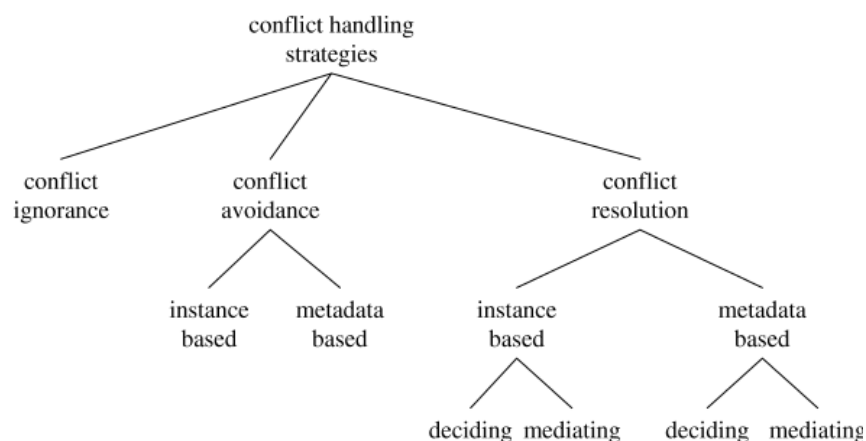 conflict handling
strategies
conflict
ignorance
conflict
avoidance
conflict
resolution
instance
based
metadata
based
instance
based
metadata
based
deciding
mediating
deciding
mediating